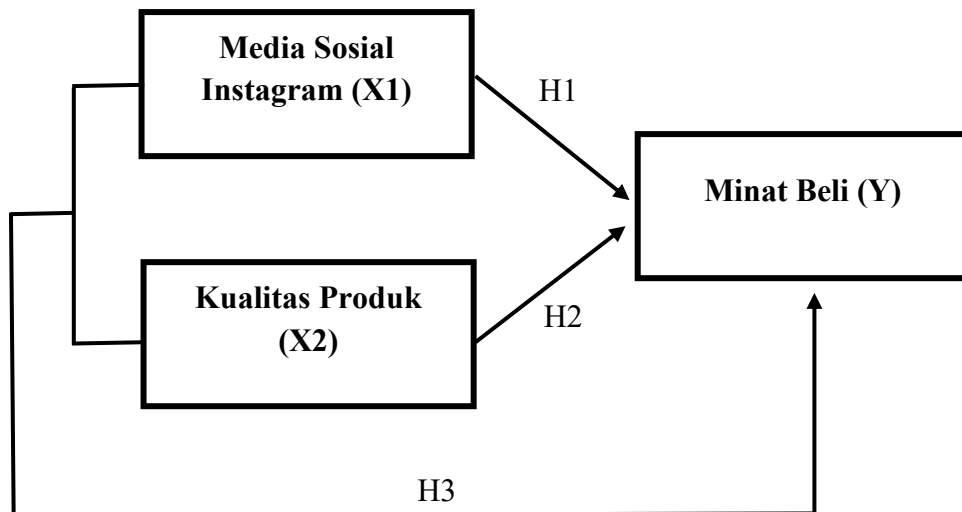 Media Sosial
Instagram (X1)
H1
Minat Beli (Y)
Kualitas Produk
(X2)
H2
H3